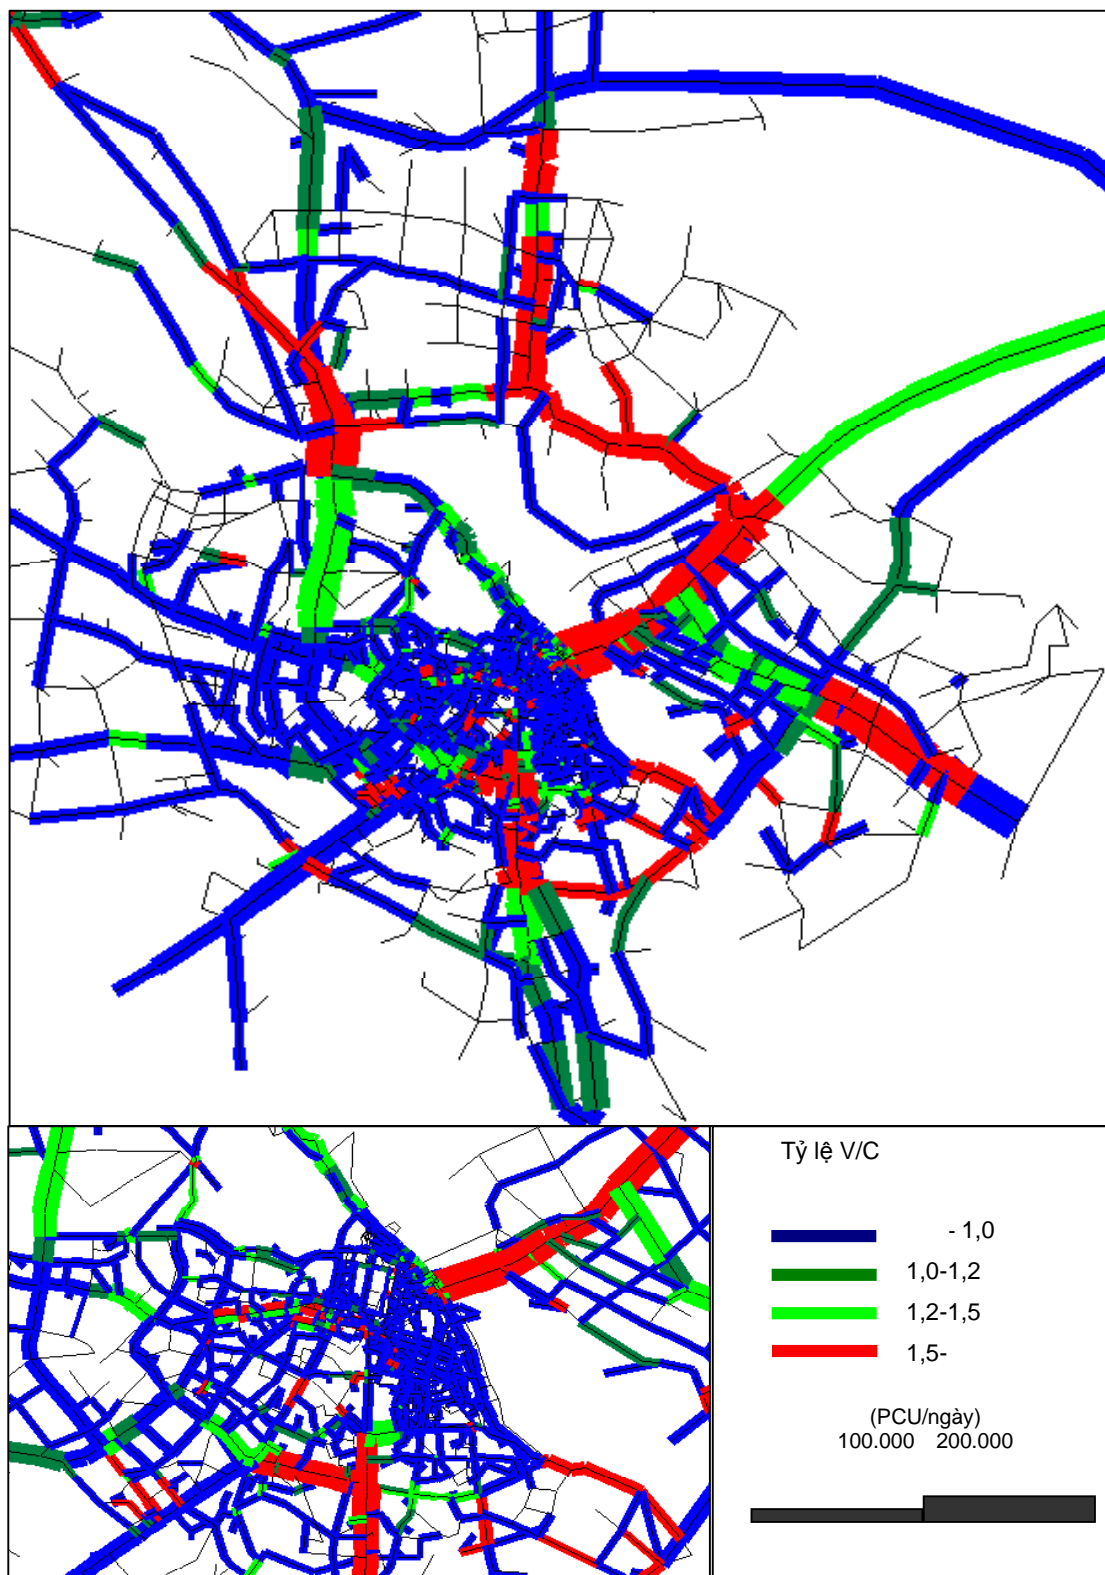 Tỷ lệ V/C
- 1,0
1,0-1,2
1,2-1,5
1,5-
(PCU/ngày)
100.000 200.000